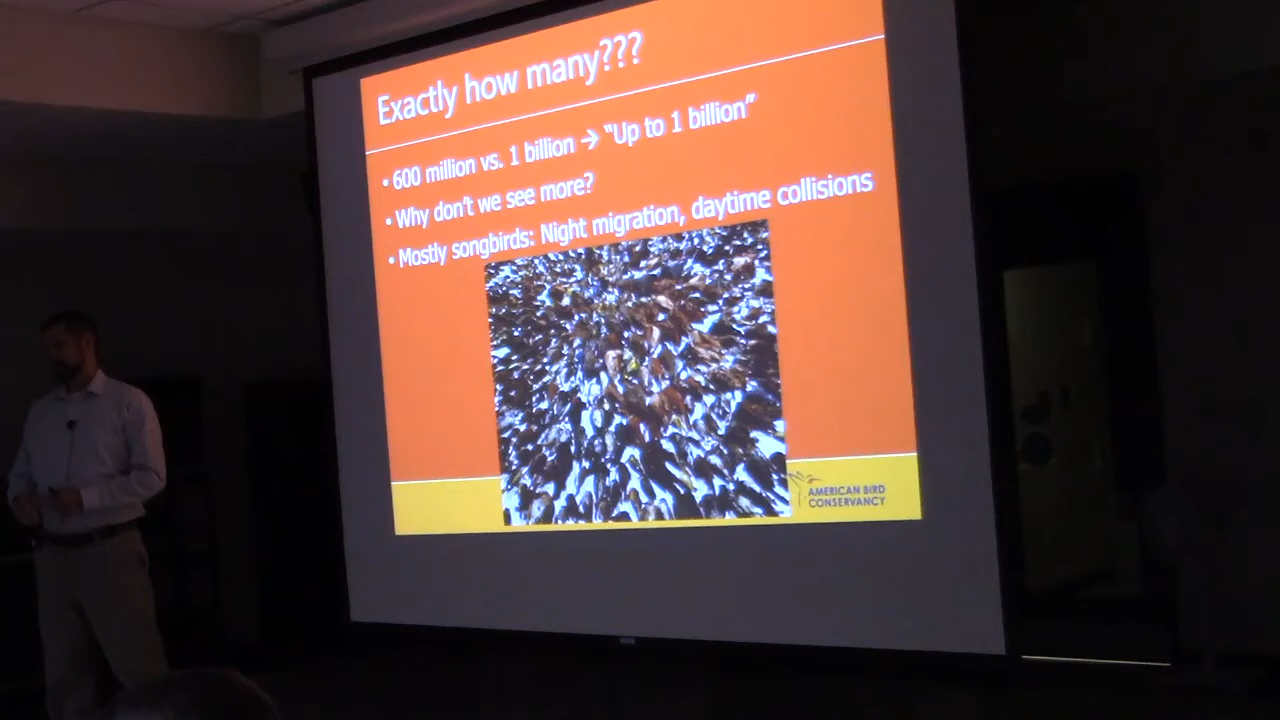 Exactly how many???
• 600 million vs. 1 billion → “Up to 1 billion”
• Why don’t we see more?
• Mostly songbirds: Night migration, daytime collisions
AMERICAN BIRD
CONSERVANCY